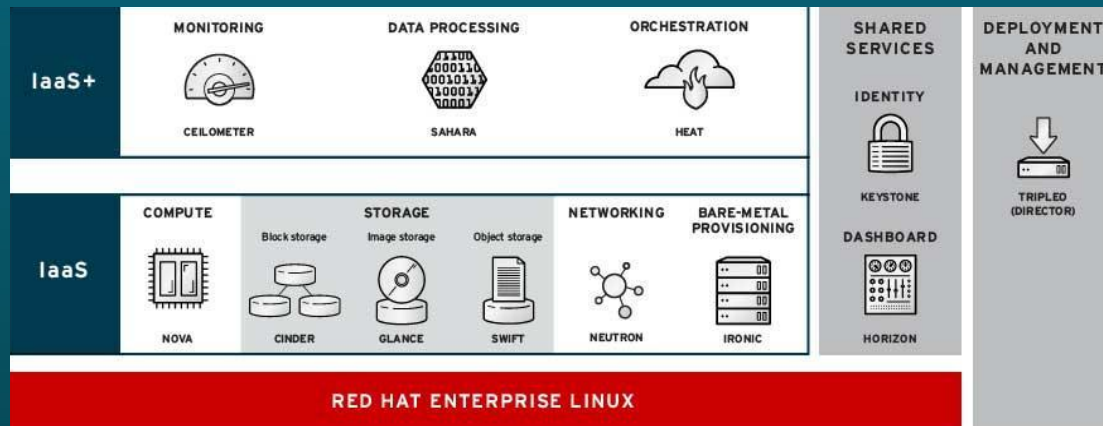 IaaS+
MONITORING
CEILOMETER
DATA PROCESSING
SAHARA
ORCHESTRATION
HEAT
IaaS
COMPUTE
NOVA
STORAGE
Block storage
CINDER
Image storage
GLANCE
Object storage
SWIFT
NETWORKING
NEUTRON
BARE-METAL
PROVISIONING
IRONIC
SHARED
SERVICES
IDENTITY
KEYSTONE
DASHBOARD
HORIZON
DEPLOYMENT
AND
MANAGEMENT
TRIPLEO
(DIRECTOR)
RED HAT ENTERPRISE LINUX